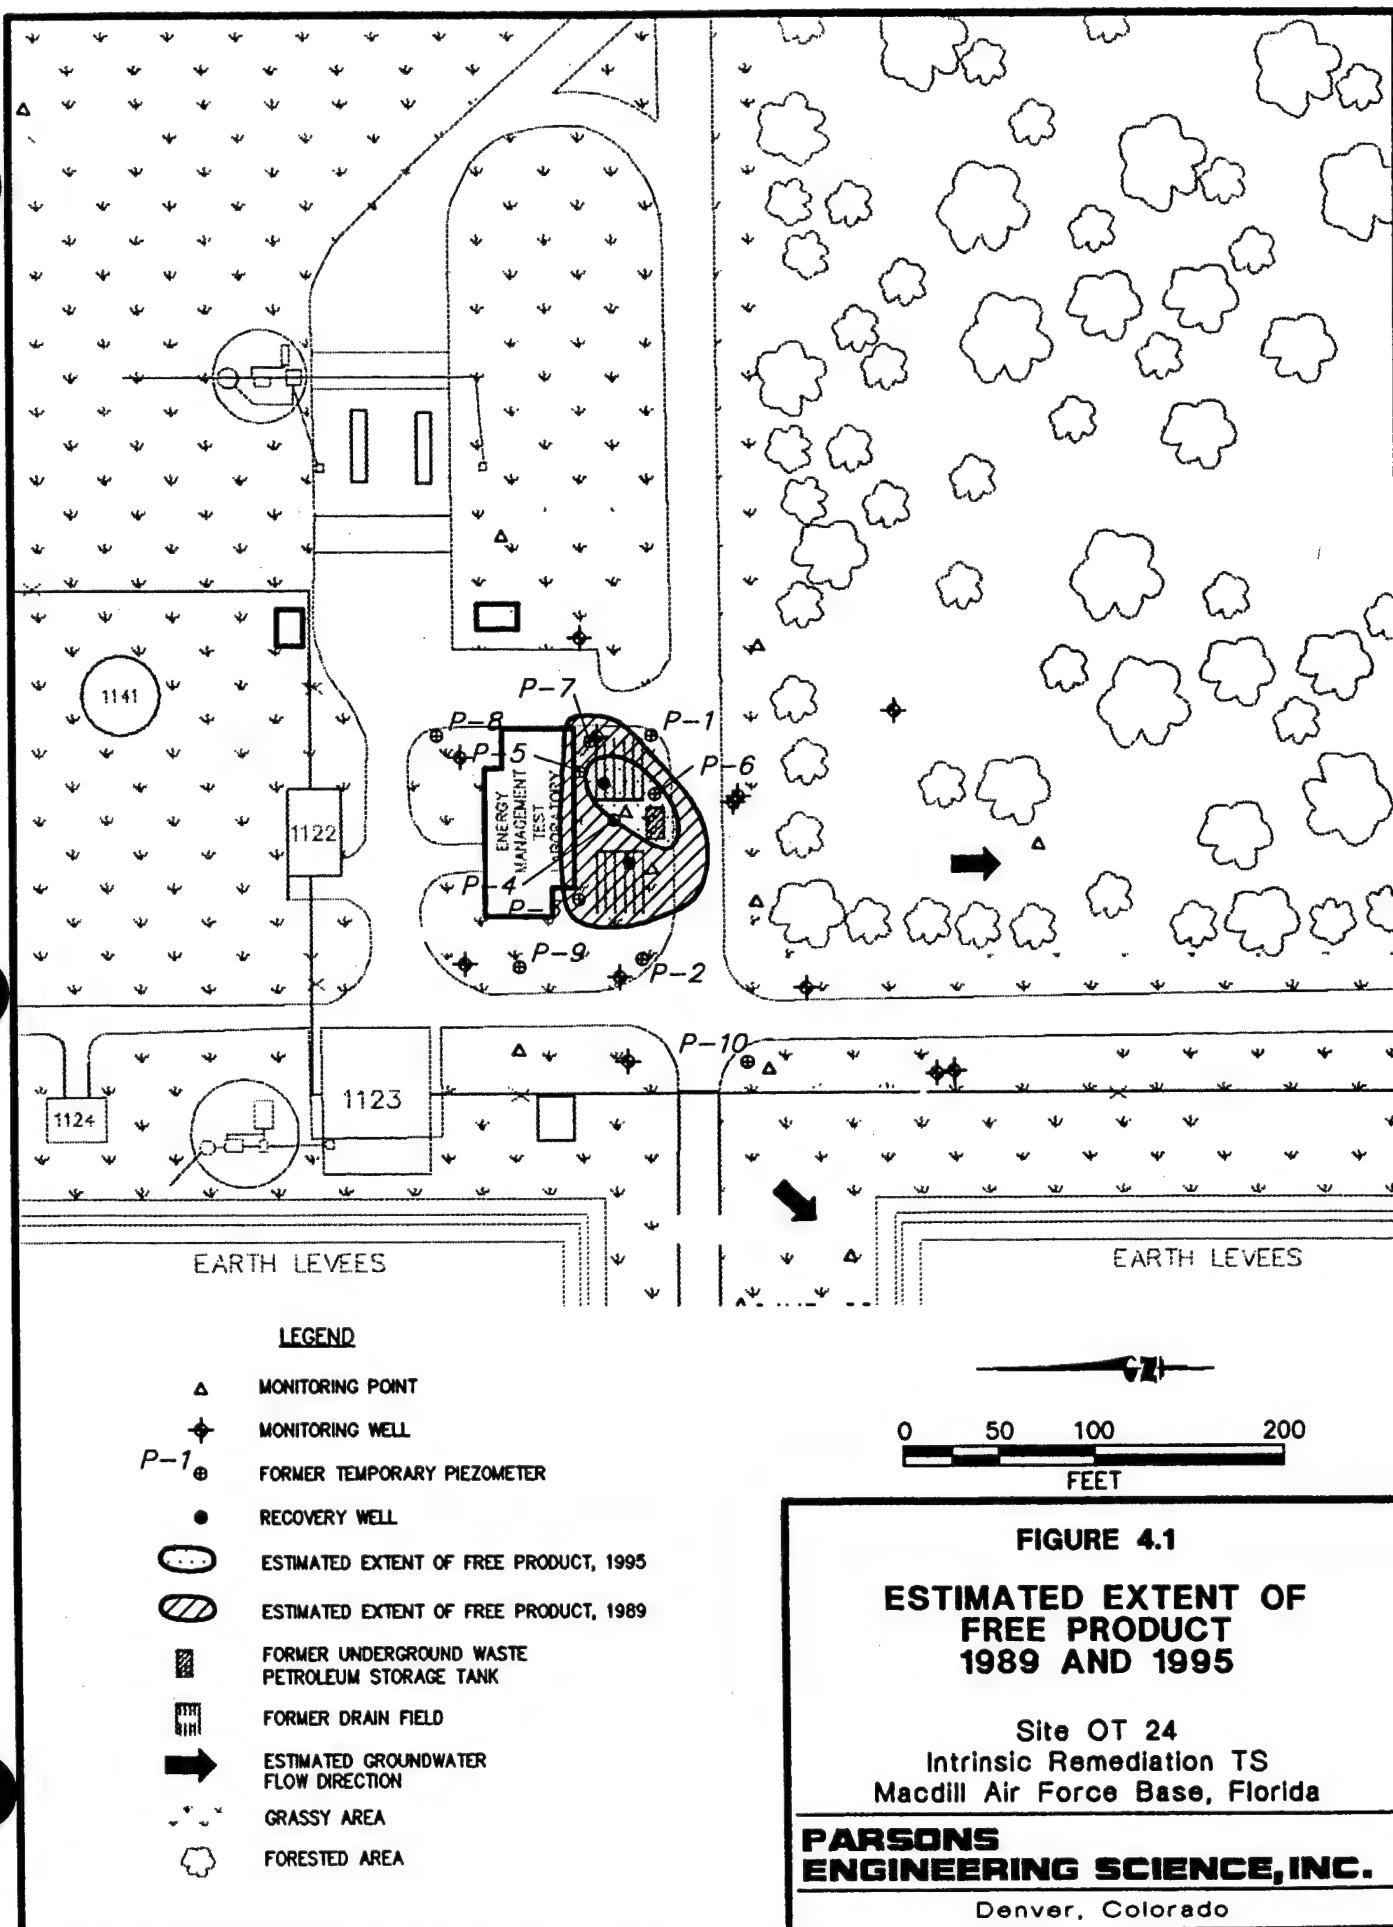 P-7
P-8
P-1
P-5
P-6
1141
ENERGY
MANAGEMENT
TEST
LABORATORY
1122
P-4
P-
P-9
P-2
P-10
1123
1124
EARTH LEVEES
EARTH LEVEES
LEGEND
MONITORING POINT
MONITORING WELL
P-1
FORMER TEMPORARY PIEZOMETER
RECOVERY WELL
ESTIMATED EXTENT OF FREE PRODUCT, 1995
ESTIMATED EXTENT OF FREE PRODUCT, 1989
FORMER UNDERGROUND WASTE
PETROLEUM STORAGE TANK
FORMER DRAIN FIELD
ESTIMATED GROUNDWATER
FLOW DIRECTION
GRASSY AREA
FORESTED AREA
N
0 50 100 200
FEET
FIGURE 4.1
ESTIMATED EXTENT OF
FREE PRODUCT
1989 AND 1995
Site OT 24
Intrinsic Remediation TS
Macdill Air Force Base, Florida
PARSONS
ENGINEERING SCIENCE, INC.
Denver, Colorado